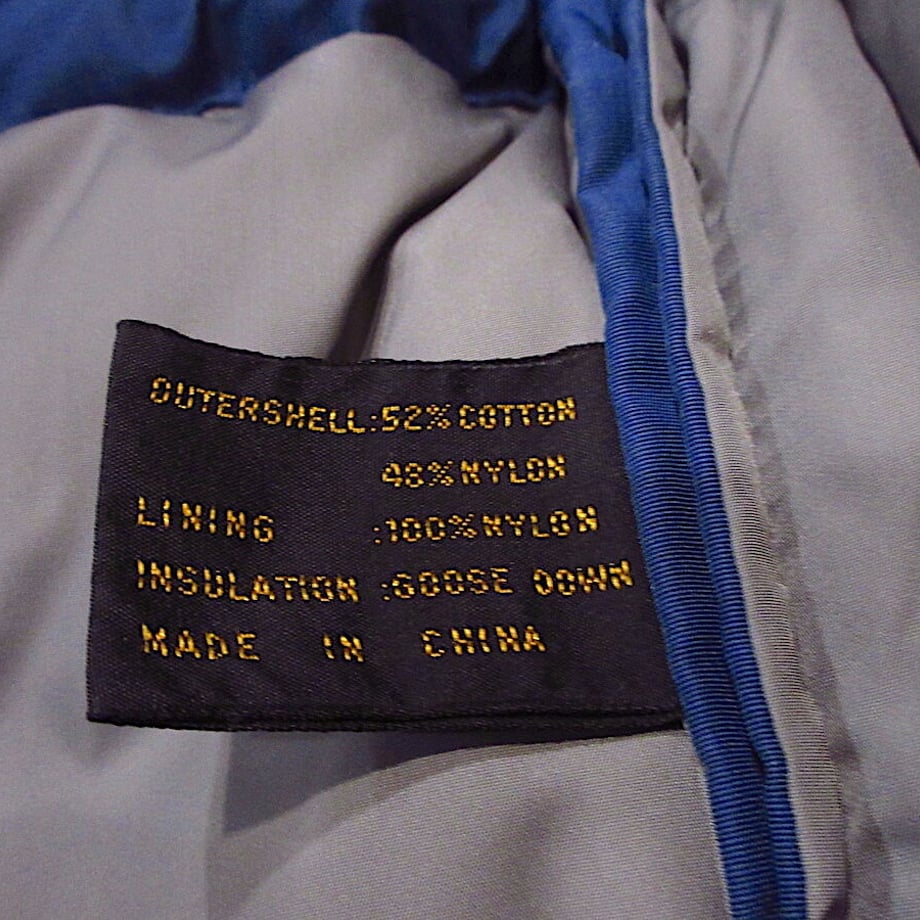 OUTERSHELL:52% COTTON
48% NYLON
LINING :100% NYLON
INSULATION :GOOSE DOWN
MADE IN CHINA